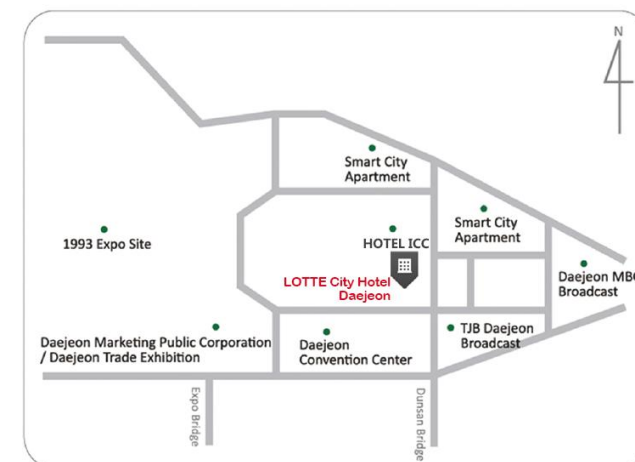 N
Smart City
Apartment
Smart City
Apartment
1993 Expo Site
HOTEL ICC
LOTTE City Hotel
Daejeon
Daejeon MBC
Broadcast
Daejeon Marketing Public Corporation
/ Daejeon Trade Exhibition
Daejeon
Convention Center
TJB Daejeon
Broadcast
Expo Bridge
Dunsan Bridge